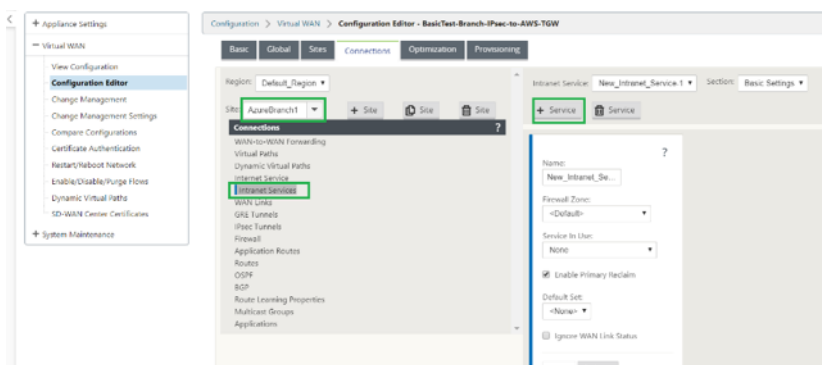 Configuration > Virtual WAN > Configuration Editor - BasicTest-Branch-IPsec-to-AWS-TGW
+ Appliance Settings
− Virtual WAN
View Configuration
Configuration Editor
Change Management
Change Management Settings
Compare Configurations
Certificate Authentication
Restart/Reboot Network
Enable/Disable/Purge Flows
Dynamic Virtual Paths
SD-WAN Center Certificates
+ System Maintenance
Basic Global Sites Connections Optimization Provisioning
Region: Default_Region
Site: AzureBranch1 + Site Site Site
Connections ?
WAN-to-WAN Forwarding
Virtual Paths
Dynamic Virtual Paths
Internet Service
Intranet Services
WAN Links
GRE Tunnels
IPsec Tunnels
Firewall
Application Routes
Routes
OSPF
BGP
Route Learning Properties
Multicast Groups
Applications
Intranet Service: New_Intranet_Service-1 Section: Basic Settings
+ Service Service
?
Name:
New_Intranet_Se...
Firewall Zone:
<Default>
Service In Use:
None
Enable Primary Reclaim
Default Set:
<None>
Ignore WAN Link Status